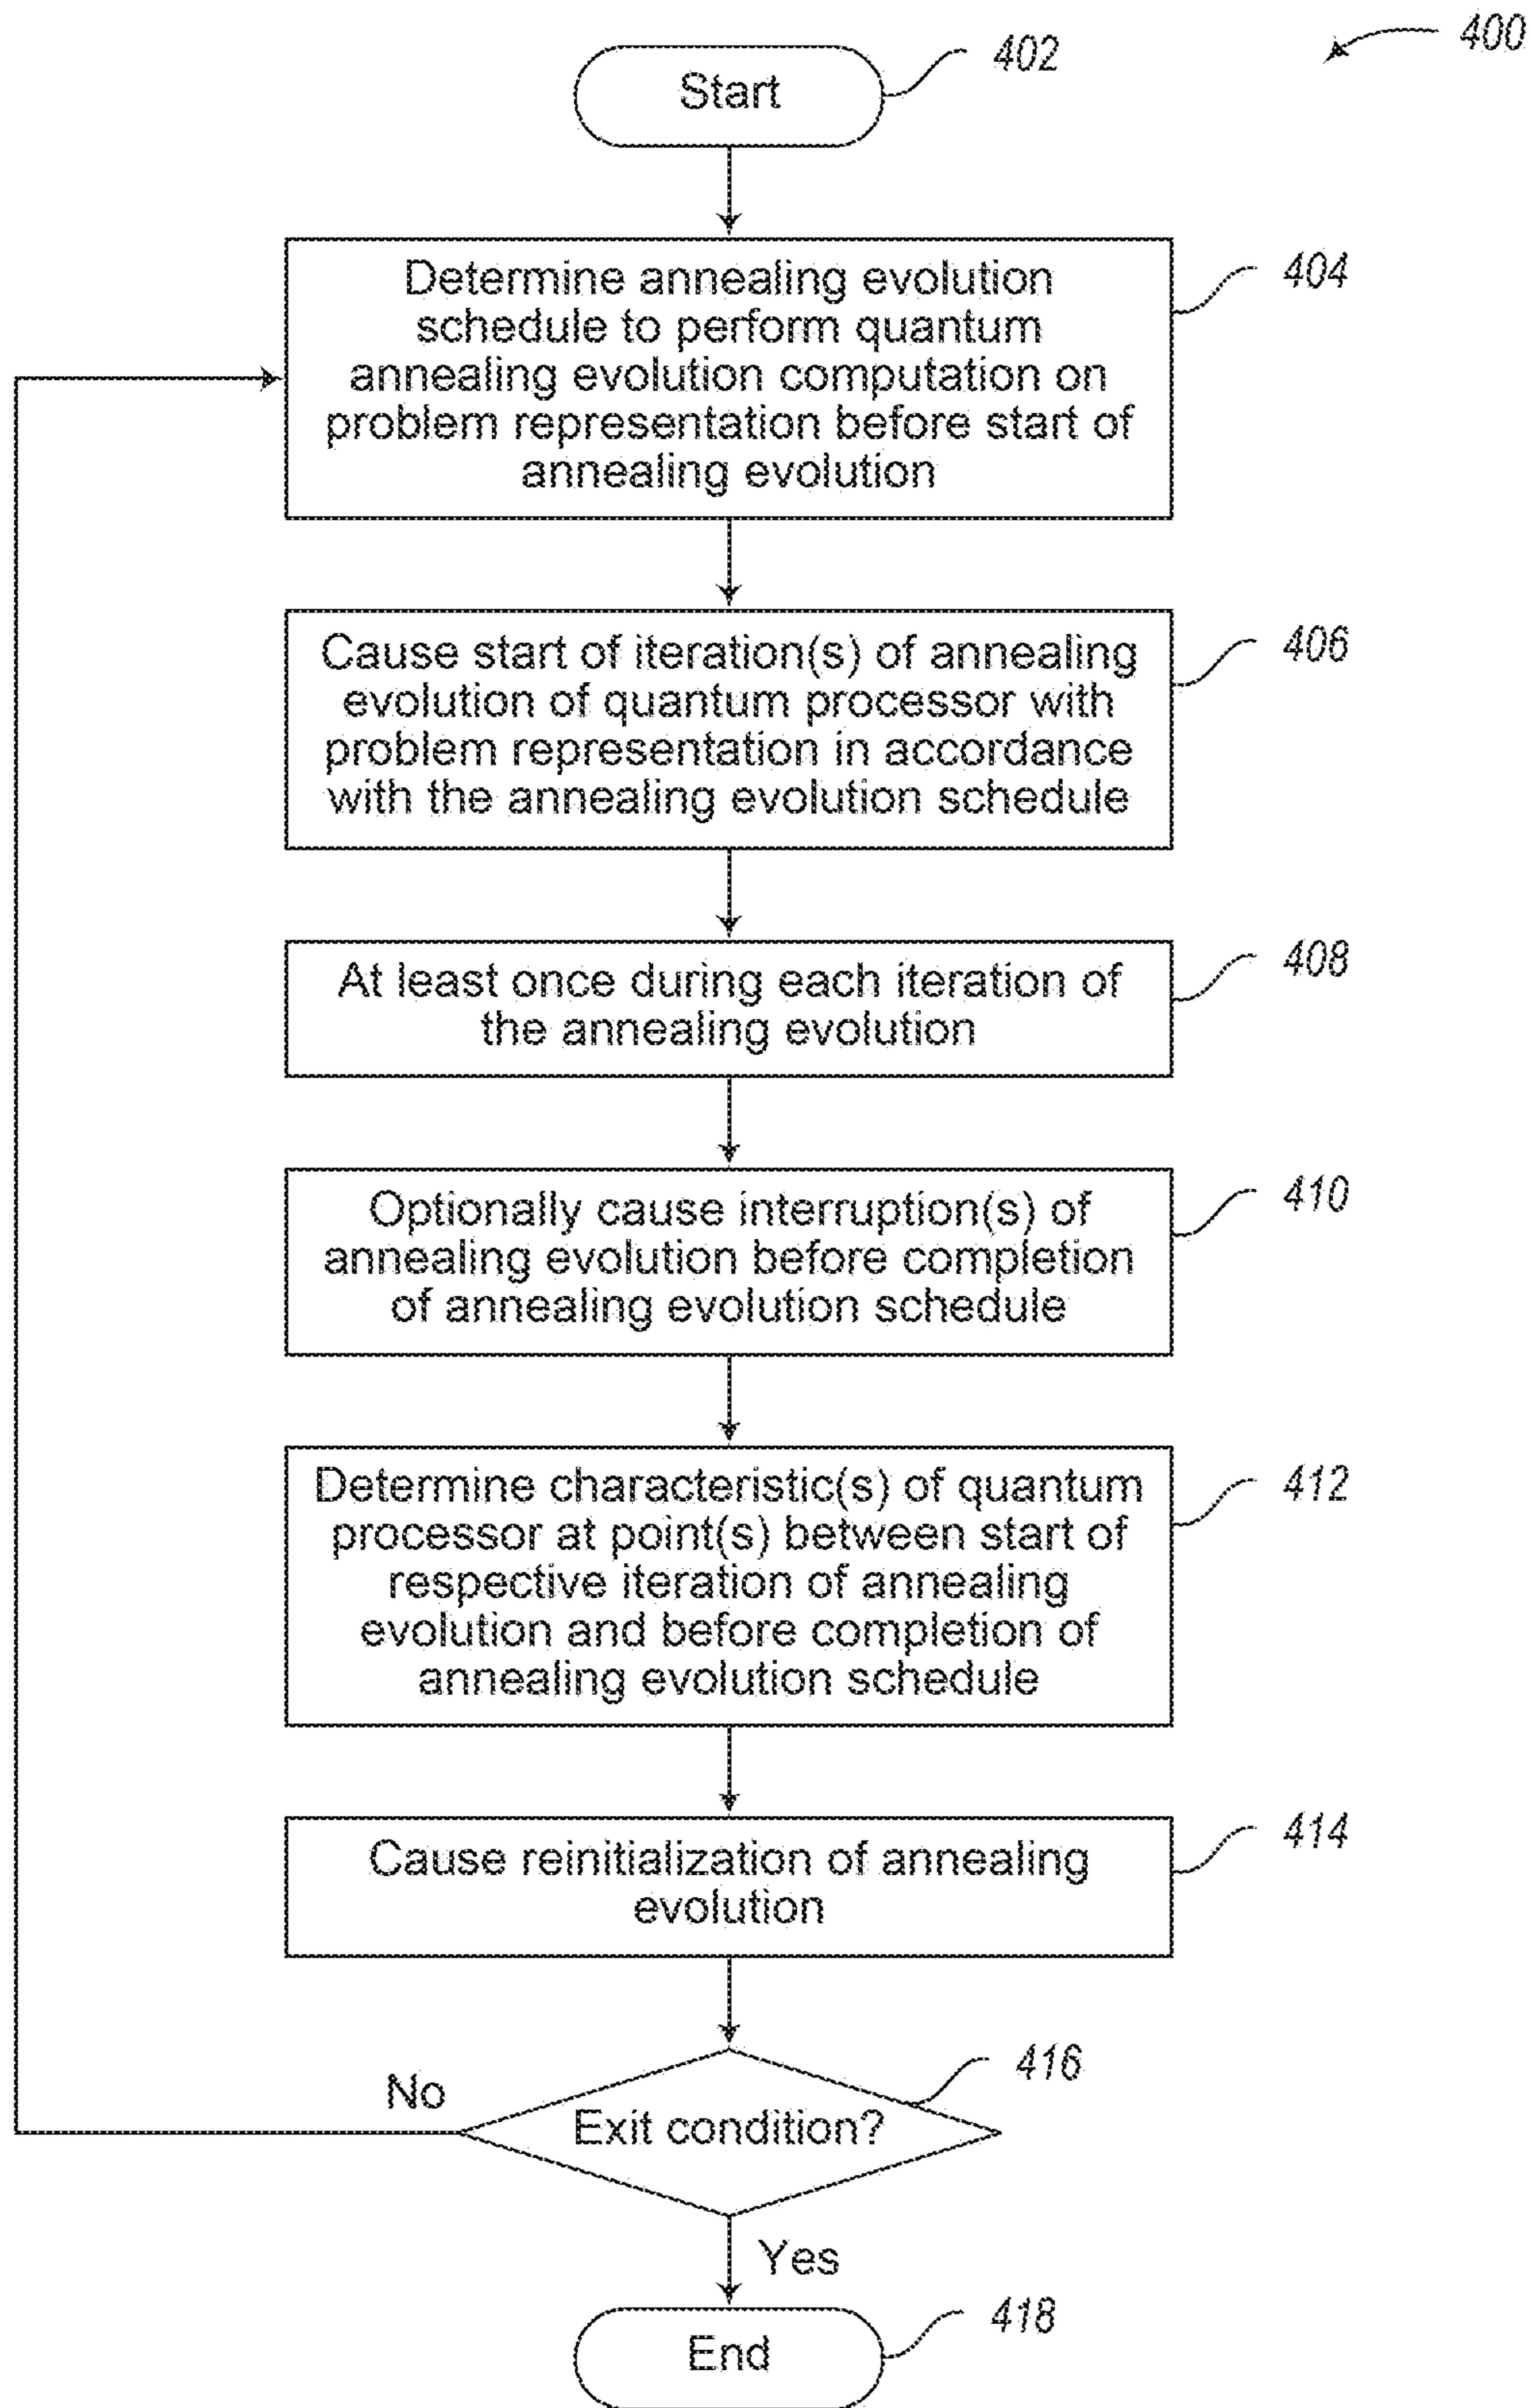 400
402
Start
404
Determine annealing evolution
schedule to perform quantum
annealing evolution computation on
problem representation before start of
annealing evolution
406
Cause start of iteration(s) of annealing
evolution of quantum processor with
problem representation in accordance
with the annealing evolution schedule
408
At least once during each iteration of
the annealing evolution
410
Optionally cause interruption(s) of
annealing evolution before completion
of annealing evolution schedule
412
Determine characteristic(s) of quantum
processor at point(s) between start of
respective iteration of annealing
evolution and before completion of
annealing evolution schedule
414
Cause reinitialization of annealing
evolution
416
No
Exit condition?
Yes
418
End